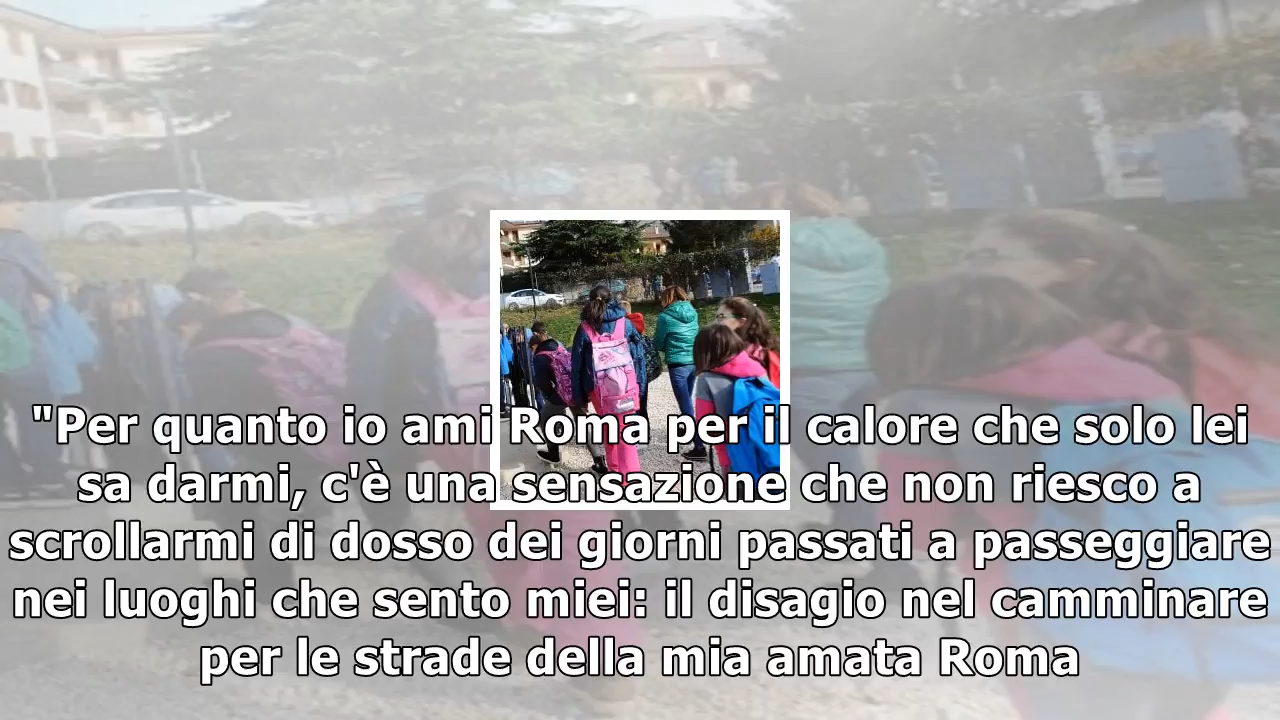 "Per quanto io ami Roma per il calore che solo lei
sa darmi, c'è una sensazione che non riesco a
scrollarmi di dosso dei giorni passati a passeggiare
nei luoghi che sento miei: il disagio nel camminare
per le strade della mia amata Roma